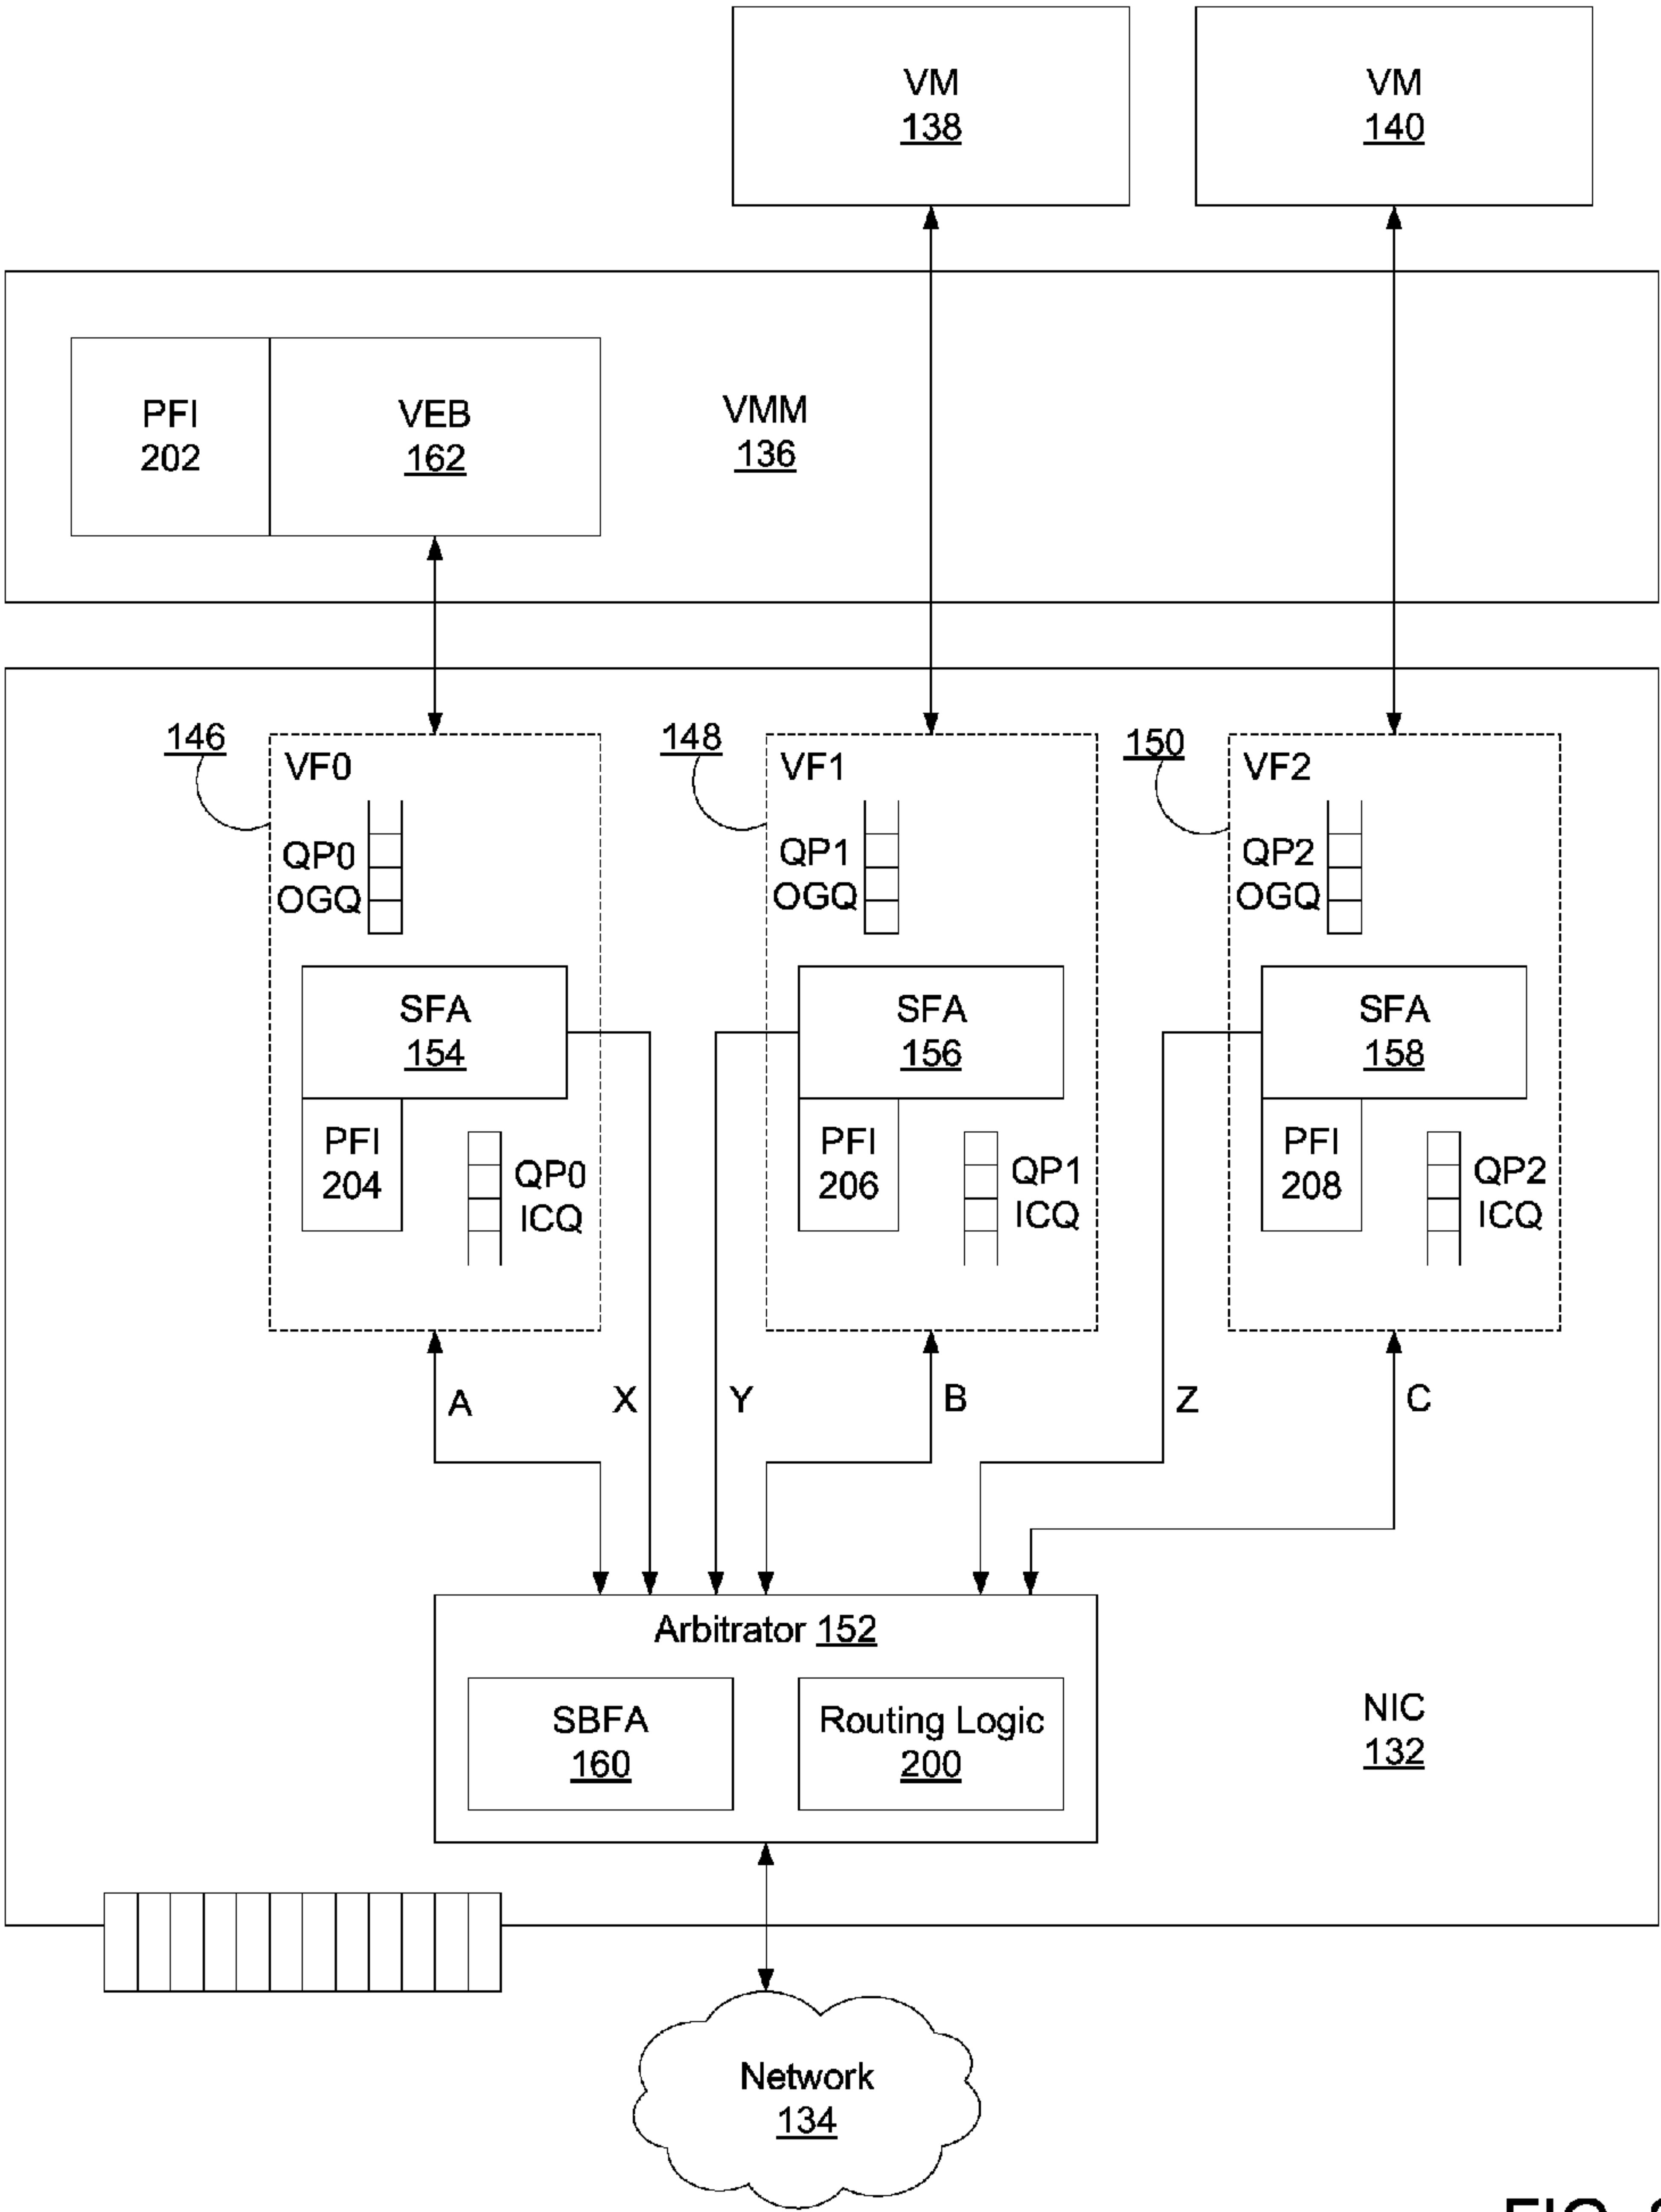 VM
138
VM
140
PFI
202
VEB
162
VMM
136
146
VF0
QP0
OGQ
SFA
154
PFI
204
QP0
ICQ
148
VF1
QP1
OGQ
SFA
156
PFI
206
QP1
ICQ
150
VF2
QP2
OGQ
SFA
158
PFI
208
QP2
ICQ
A
X
Y
B
Z
C
Arbitrator 152
SBFA
160
Routing Logic
200
NIC
132
Network
134
FIG.